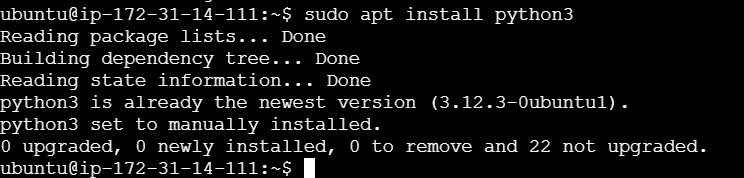 ubuntu@ip-172-31-14-111:~$ sudo apt install python3
Reading package lists... Done
Building dependency tree... Done
Reading state information... Done
python3 is already the newest version (3.12.3-0ubuntu1).
python3 set to manually installed.
0 upgraded, 0 newly installed, 0 to remove and 22 not upgraded.
ubuntu@ip-172-31-14-111:~$